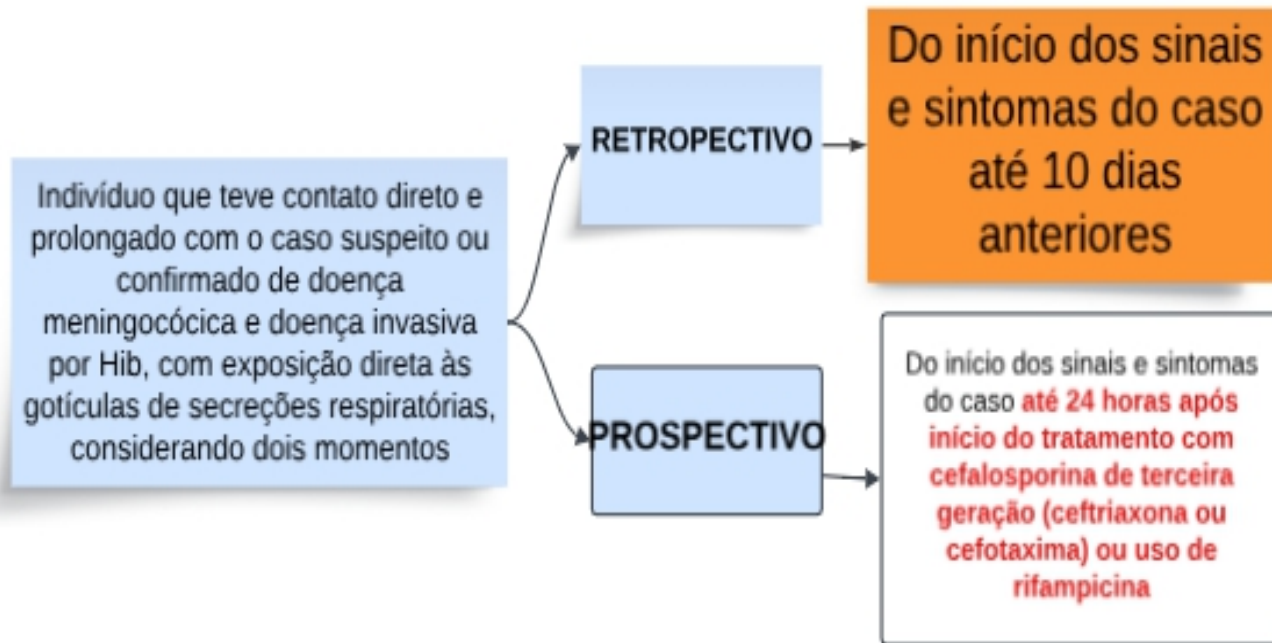 Indivíduo que teve contato direto e
prolongado com o caso suspeito ou
confirmado de doença
meningocócica e doença invasiva
por Hib, com exposição direta às
gotículas de secreções respiratórias,
considerando dois momentos
RETROPECTIVO
Do início dos sinais
e sintomas do caso
até 10 dias
anteriores
PROSPECTIVO
Do início dos sinais e sintomas
do caso até 24 horas após
início do tratamento com
cefalosporina de terceira
geração (ceftriaxona ou
cefotaxima) ou uso de
rifampicina